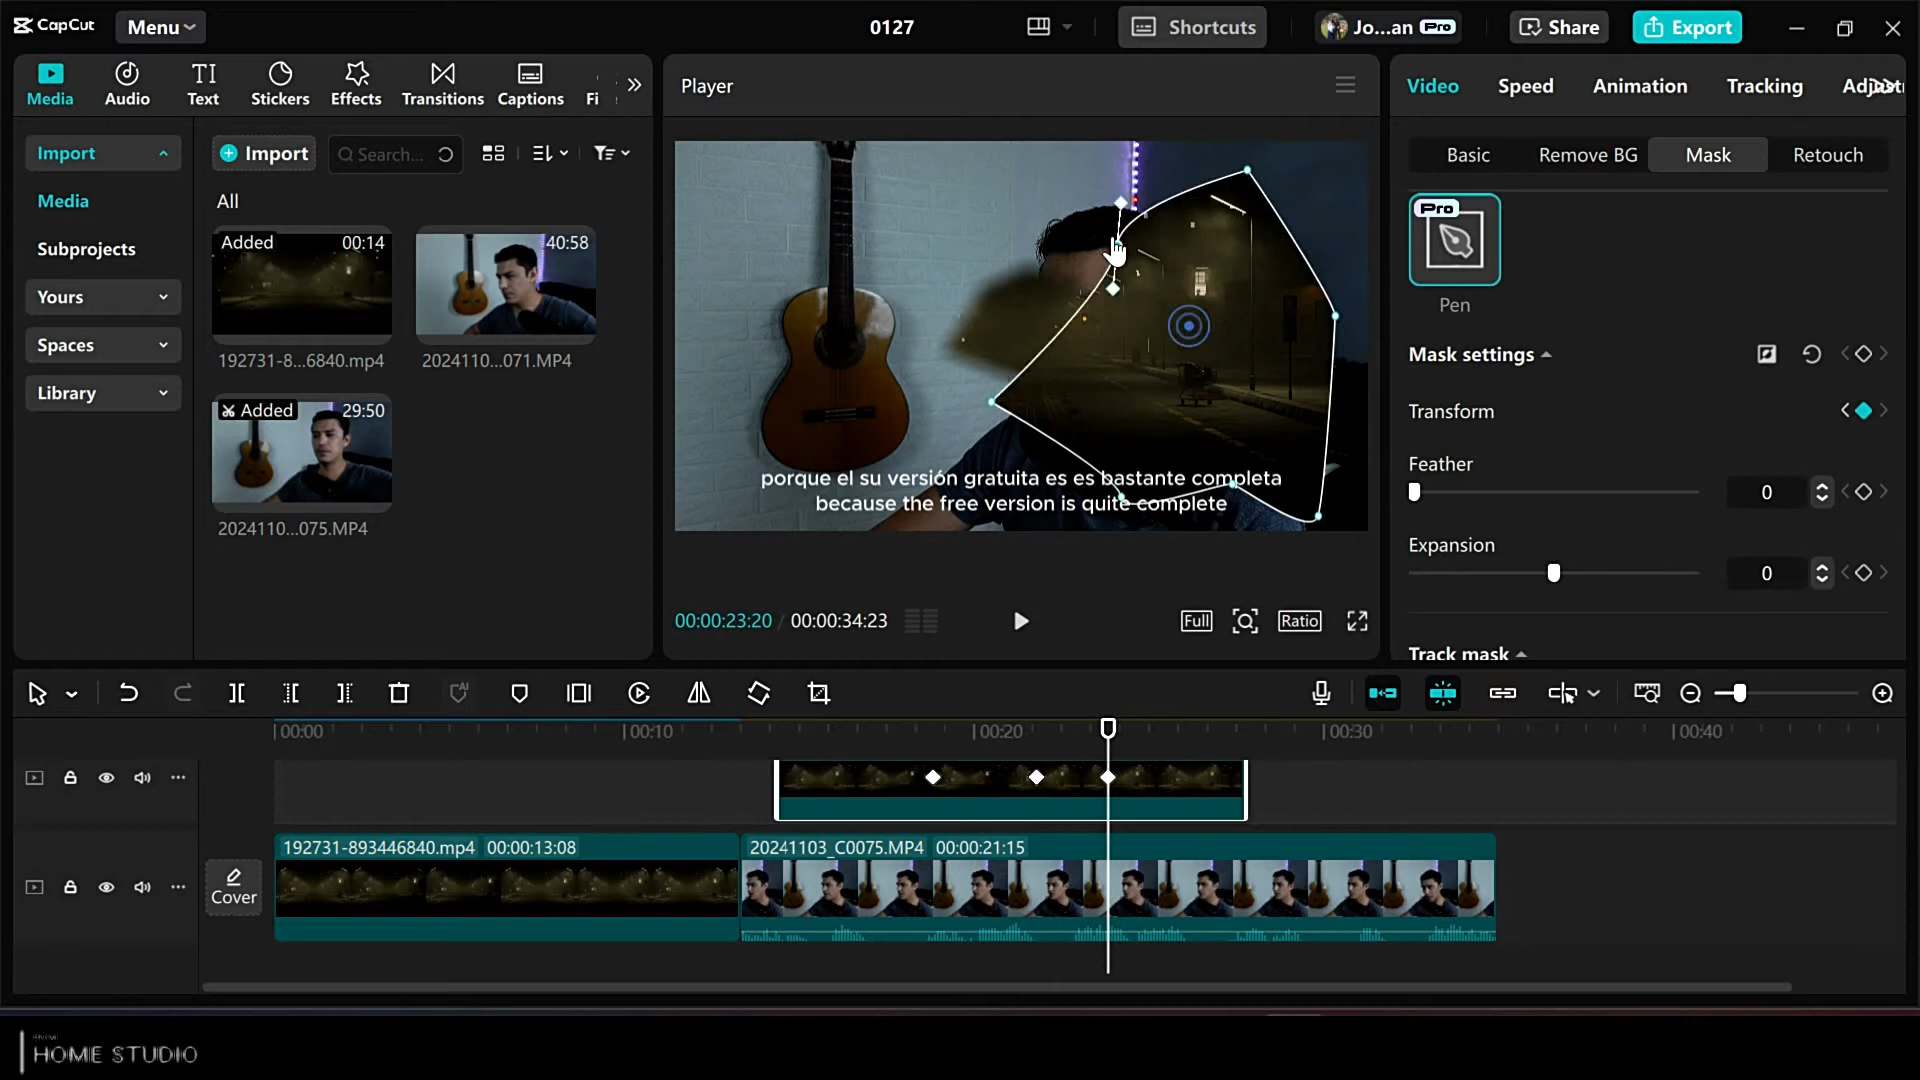 CapCut
Menu
0127
Shortcuts
Jo...an Pro
Share
Export
Media
Audio
Text
Stickers
Effects
Transitions
Captions
Fi
Player
Video
Speed
Animation
Tracking
Import
Media
Subprojects
Yours
Spaces
Library
Import
Search...
All
Added 00:14
192731-8...6840.mp4
40:58
2024110...071.MP4
Added 29:50
2024110...075.MP4
porque el su versión gratuita es es bastante completa
because the free version is quite complete
00:00:23:20 / 00:00:34:23
Full
Ratio
Basic
Remove BG
Mask
Retouch
Pro
Pen
Mask settings
Transform
Feather
0
Expansion
0
Track mask
00:00
00:10
00:20
00:30
00:40
Cover
192731-893446840.mp4 00:00:13:08
20241103_C0075.MP4 00:00:21:15
HOME STUDIO